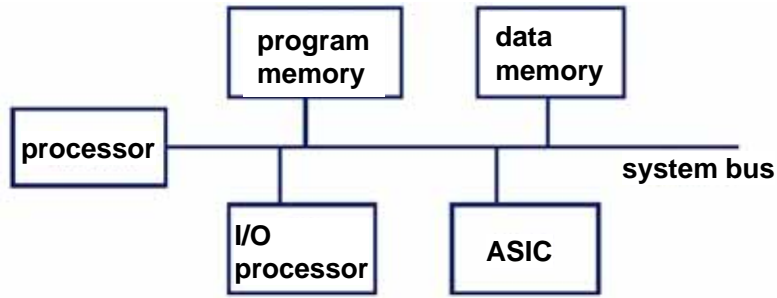 program
memory
data
memory
processor
system bus
I/O
processor
ASIC